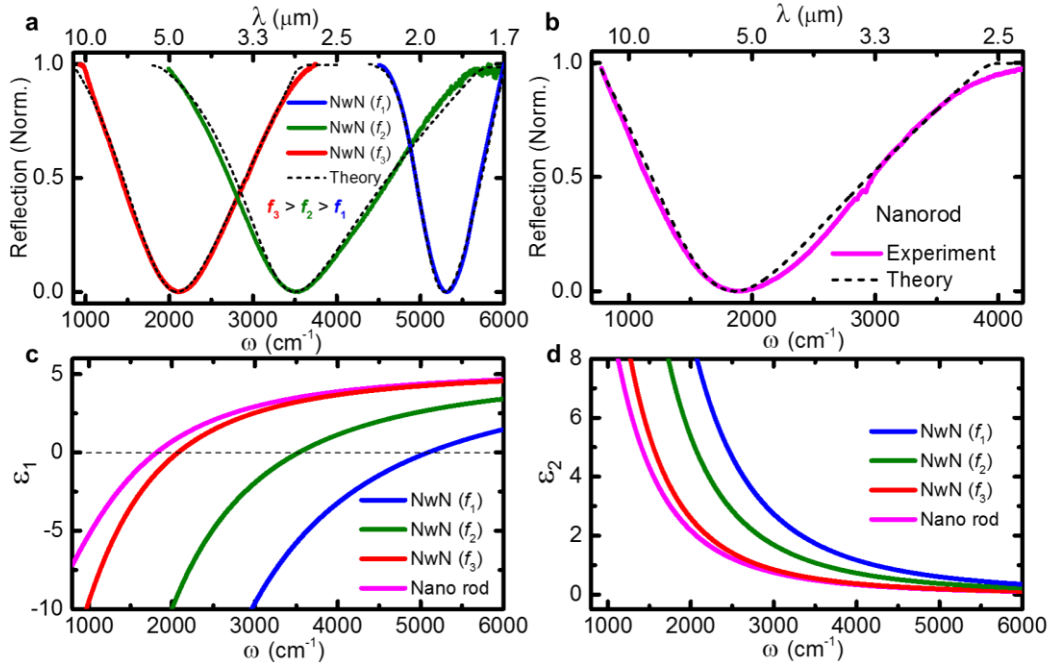 a
λ (μm)
10.0 5.0 3.3 2.5 2.0 1.7
Reflection (Norm.)
1.0
0.5
0.0
NwN (f1)
NwN (f2)
NwN (f3)
Theory
f3 > f2 > f1
1000 2000 3000 4000 5000 6000
ω (cm-1)
b
λ (μm)
10.0 5.0 3.3 2.5
Reflection (Norm.)
1.0
0.5
0.0
Nanorod
Experiment
Theory
1000 2000 3000 4000
ω (cm-1)
c
ε1
5
0
-5
-10
NwN (f1)
NwN (f2)
NwN (f3)
Nano rod
1000 2000 3000 4000 5000 6000
ω (cm-1)
d
ε2
8
6
4
2
0
NwN (f1)
NwN (f2)
NwN (f3)
Nano rod
1000 2000 3000 4000 5000 6000
ω (cm-1)